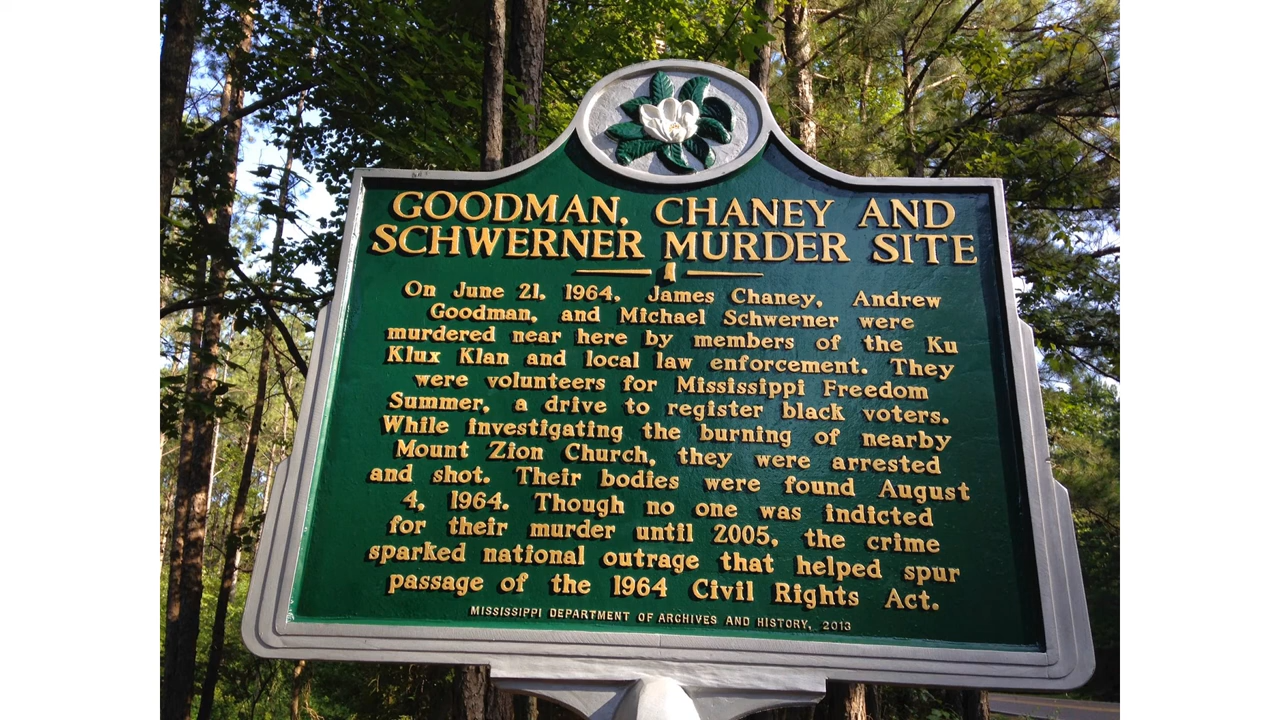 GOODMAN, CHANEY AND
SCHWERNER MURDER SITE
On June 21, 1964, James Chaney, Andrew
Goodman, and Michael Schwerner were
murdered near here by members of the Ku
Klux Klan and local law enforcement. They
were volunteers for Mississippi Freedom
Summer, a drive to register black voters.
While investigating the burning of nearby
Mount Zion Church, they were arrested
and shot. Their bodies were found August
4, 1964. Though no one was indicted
for their murder until 2005, the crime
sparked national outrage that helped spur
passage of the 1964 Civil Rights Act.
MISSISSIPPI DEPARTMENT OF ARCHIVES AND HISTORY, 2013